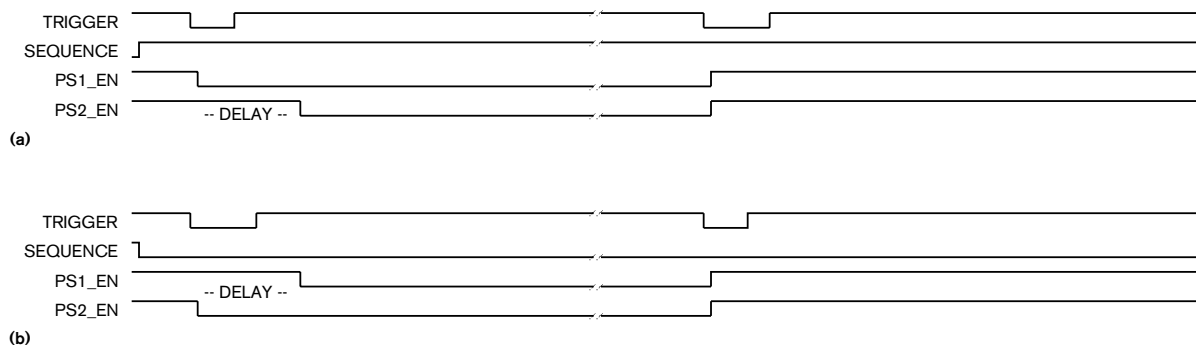 TRIGGER
SEQUENCE
PS1_EN
PS2_EN
-- DELAY --
(a)
TRIGGER
SEQUENCE
PS1_EN
-- DELAY --
PS2_EN
(b)